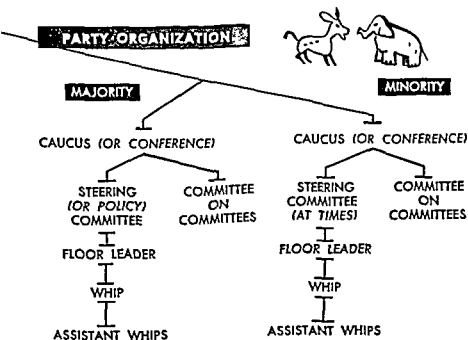 PARTY ORGANIZATION
MAJORITY
MINORITY
CAUCUS (OR CONFERENCE)
CAUCUS (OR CONFERENCE)
STEERING
(OR POLICY)
COMMITTEE
COMMITTEE
ON
COMMITTEES
STEERING
COMMITTEE
(AT TIMES)
COMMITTEE
ON
COMMITTEES
FLOOR LEADER
FLOOR LEADER
WHIP
WHIP
ASSISTANT WHIPS
ASSISTANT WHIPS